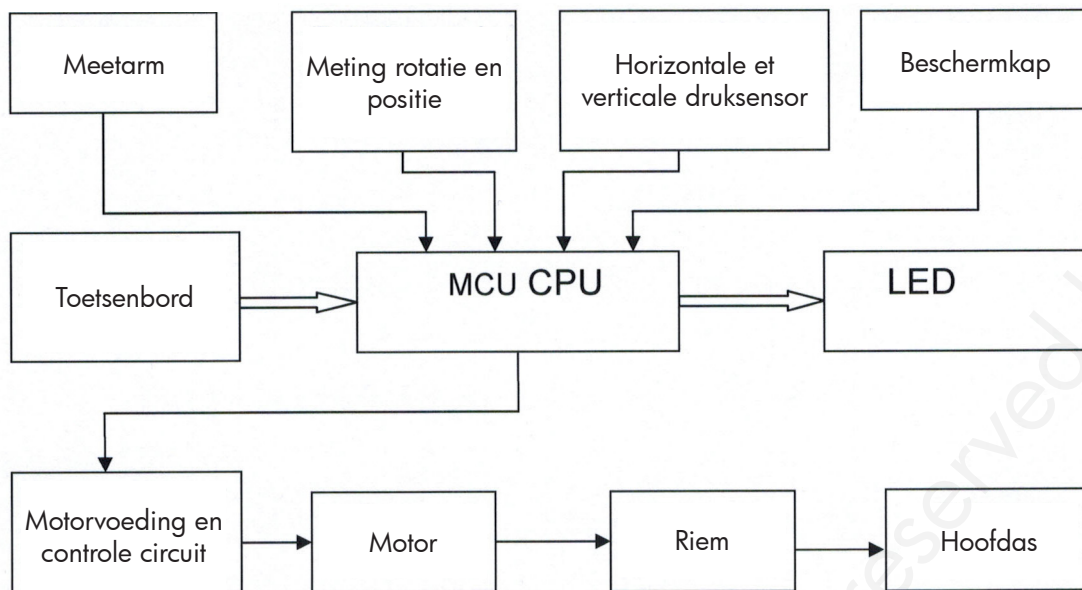 Meetarm
Meting rotatie en
positie
Horizontale et
verticale druksensor
Beschermkap
Toetsenbord
MCU CPU
LED
Motorvoeding en
controle circuit
Motor
Riem
Hoofdas
reserved